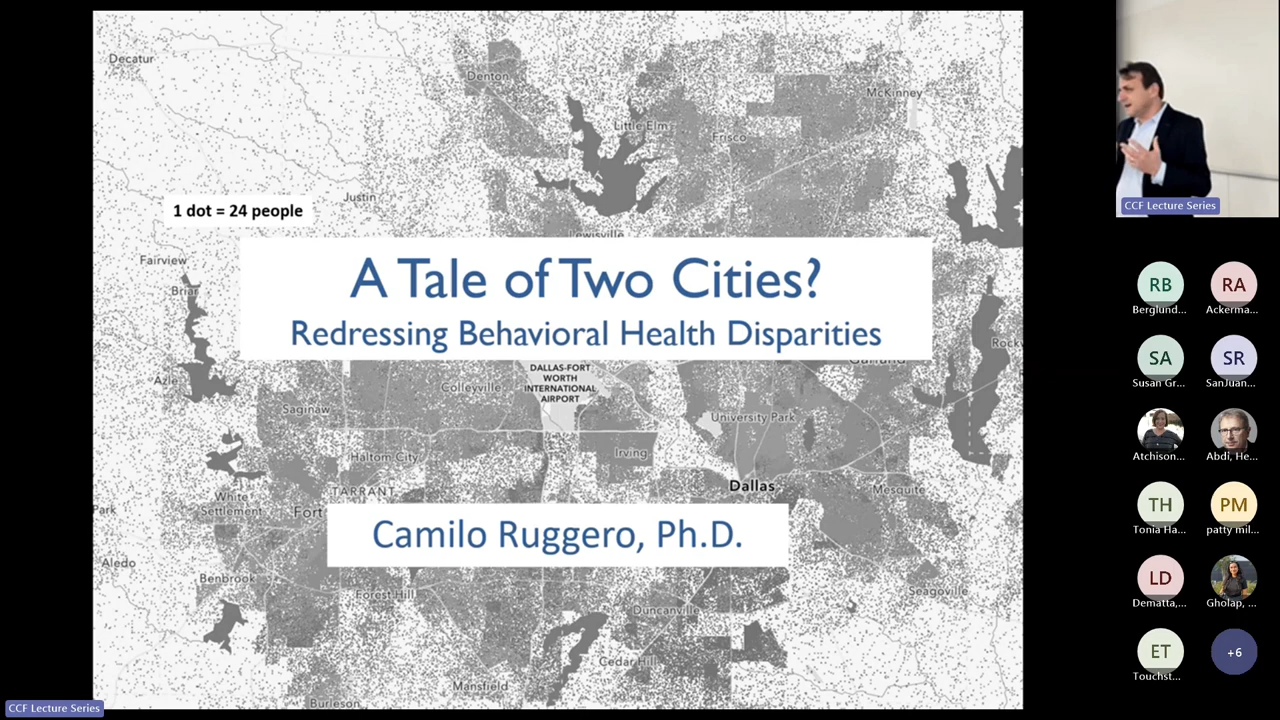 Decatur
Denton
McKinney
Little Elm
Frisco
Justin
1 dot = 24 people
Lewisville
Fairview
Briar
A Tale of Two Cities?
Redressing Behavioral Health Disparities
Garland
Azle
Colleyville
DALLAS-FORT
WORTH
INTERNATIONAL
AIRPORT
Saginaw
University Park
Haltom City
Irving
TARRANT
Dallas
Mesquite
White
Settlement
Fort
Park
Camilo Ruggero, Ph.D.
Aledo
Benbrook
Forest Hill
Seagoville
Duncanville
Cedar Hill
Mansfield
Burleson
CCF Lecture Series
CCF Lecture Series
RB
Berglund...
RA
Ackerma...
SA
Susan Gr...
SR
SanJuan...
Atchison...
Abdi, He...
TH
Tonia Ha...
PM
patty mil...
LD
Dematta,...
Gholap, ...
ET
Touchst...
+6